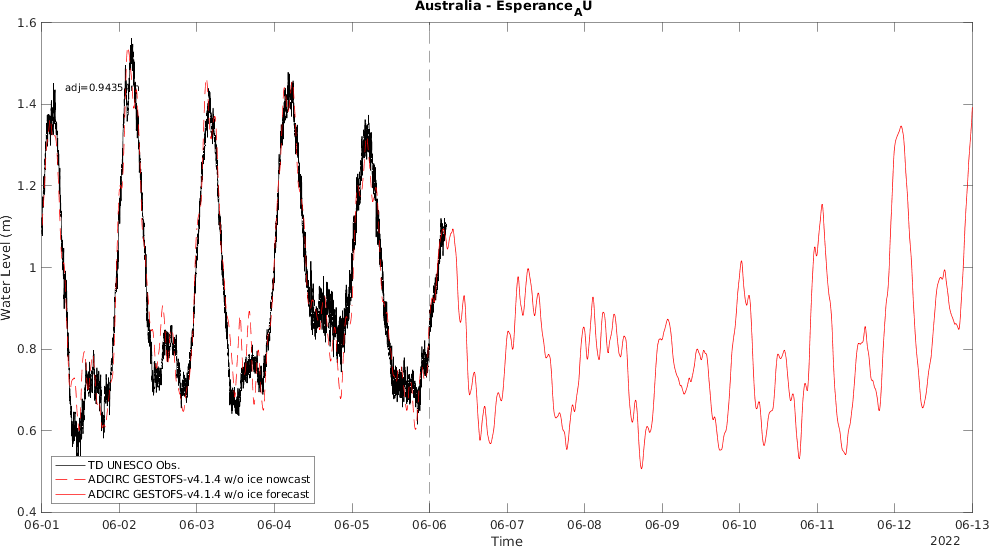 Australia - Esperance_AU
1.6
1.4
1.2
1
0.8
0.6
0.4
Water Level (m)
adj=0.9435
TD UNESCO Obs.
ADCIRC GESTOFS-v4.1.4 w/o ice nowcast
ADCIRC GESTOFS-v4.1.4 w/o ice forecast
06-01 06-02 06-03 06-04 06-05 06-06 06-07 06-08 06-09 06-10 06-11 06-12 06-13
Time
2022